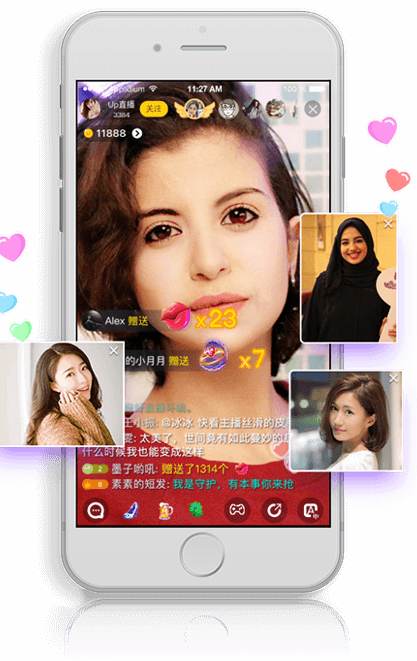 11:27 AM
100 %
Up直播
关注
3384
11888
Alex 赠送 x23
的小月月 赠送 x7
王小振: @冰冰 快看主播丝滑的皮
: 太美了，世间竟有如此曼妙的
什么时候我也能变成这样
2 墨子哟吼: 赠送了1314个
8 素素的短发: 我是守护，有本事你来抢